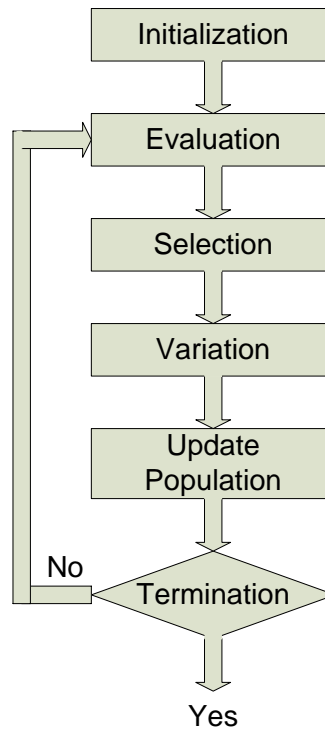 Initialization
Evaluation
Selection
Variation
Update
Population
Termination
No
Yes